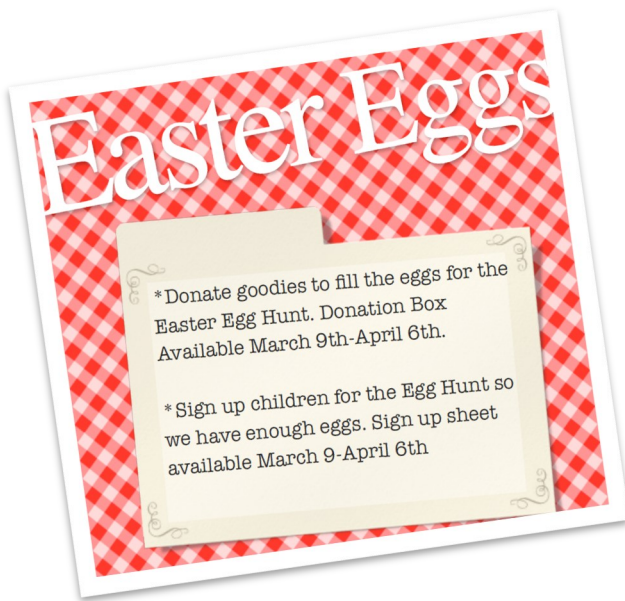 Easter Eggs
*Donate goodies to fill the eggs for the
Easter Egg Hunt. Donation Box
Available March 9th-April 6th.
*Sign up children for the Egg Hunt so
we have enough eggs. Sign up sheet
available March 9-April 6th